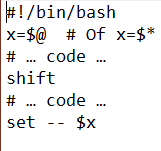 #!/bin/bash
x=$@  # Of x=$*
# … code …
shift
# … code …
set -- $x